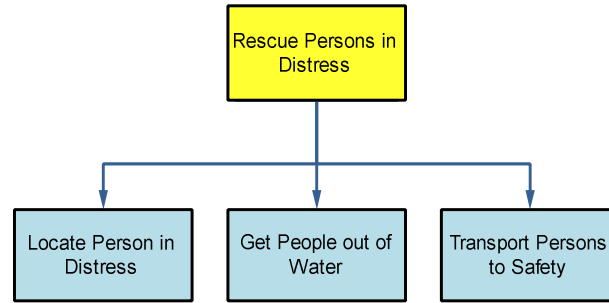 Rescue Persons in
Distress
Locate Person in
Distress
Get People out of
Water
Transport Persons
to Safety